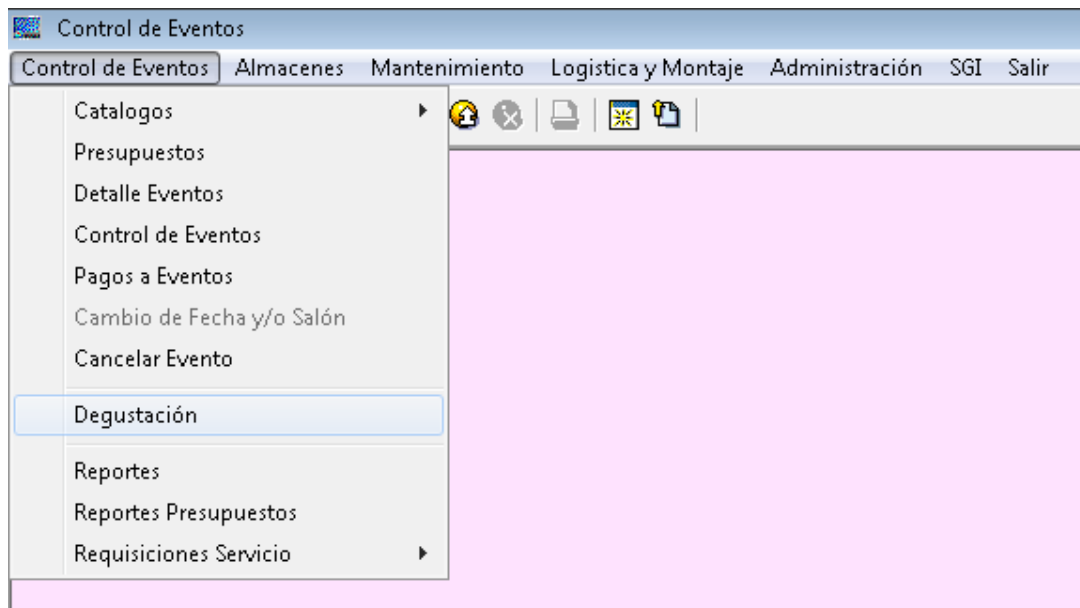 Control de Eventos
Control de Eventos Almacenes Mantenimiento Logistica y Montaje Administración SGI Salir
Catalogos
Presupuestos
Detalle Eventos
Control de Eventos
Pagos a Eventos
Cambio de Fecha y/o Salón
Cancelar Evento
Degustación
Reportes
Reportes Presupuestos
Requisiciones Servicio